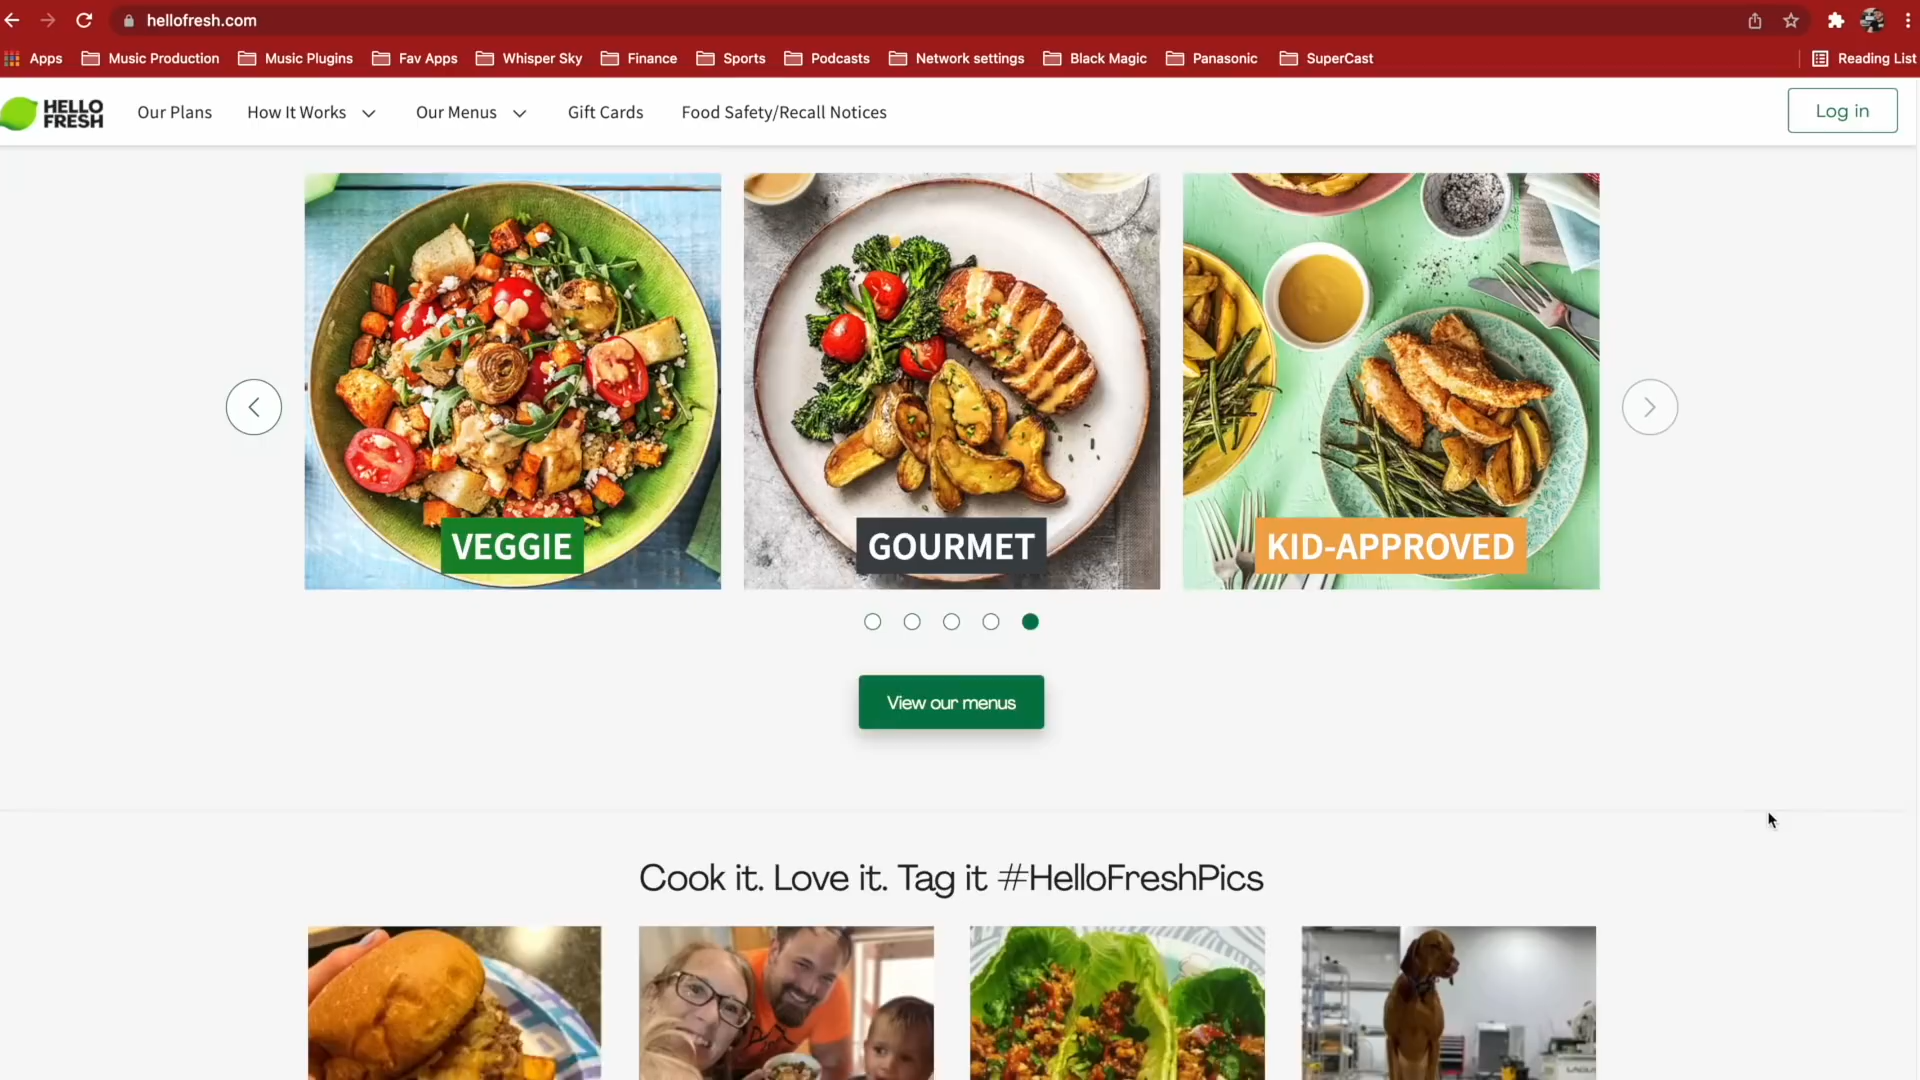 hellofresh.com
Apps Music Production Music Plugins Fav Apps Whisper Sky Finance Sports Podcasts Network settings Black Magic Panasonic SuperCast Reading List
HELLO
FRESH
Our Plans How It Works Our Menus Gift Cards Food Safety/Recall Notices Log in
VEGGIE GOURMET KID-APPROVED
View our menus
Cook it. Love it. Tag it #HelloFreshPics